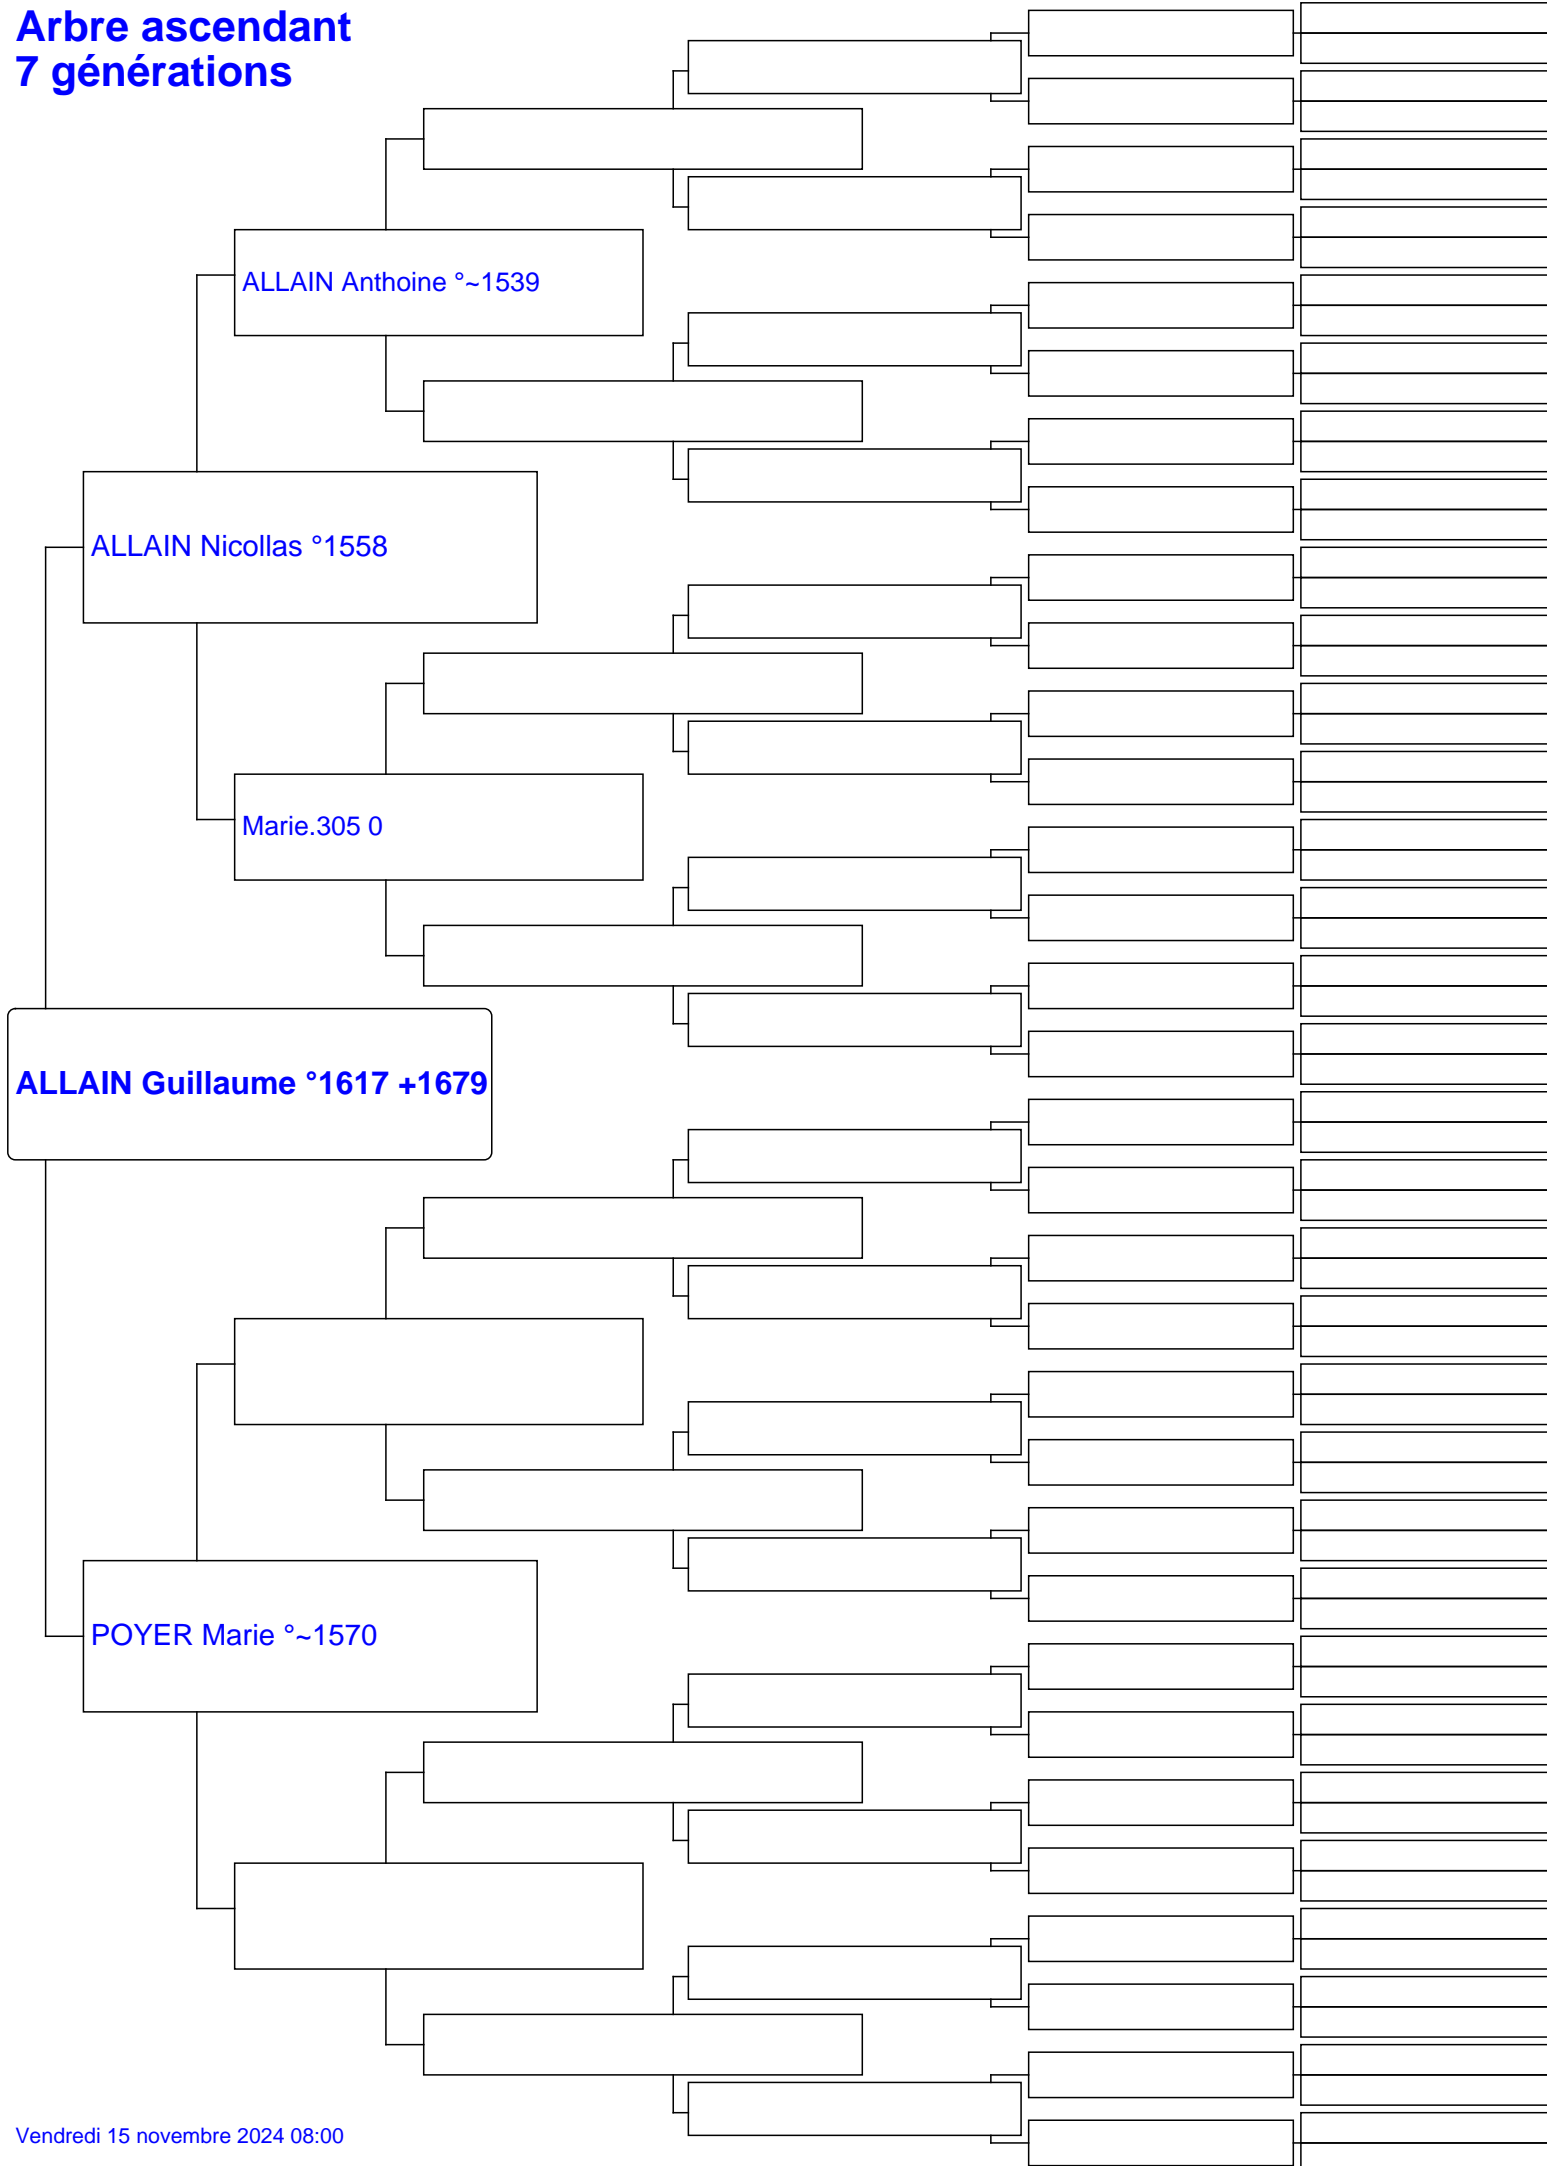 Arbre ascendant
7 générations
ALLAIN Anthoine °~1539
ALLAIN Nicollas °1558
Marie.305 0
ALLAIN Guillaume °1617 +1679
POYER Marie °~1570
Vendredi 15 novembre 2024 08:00